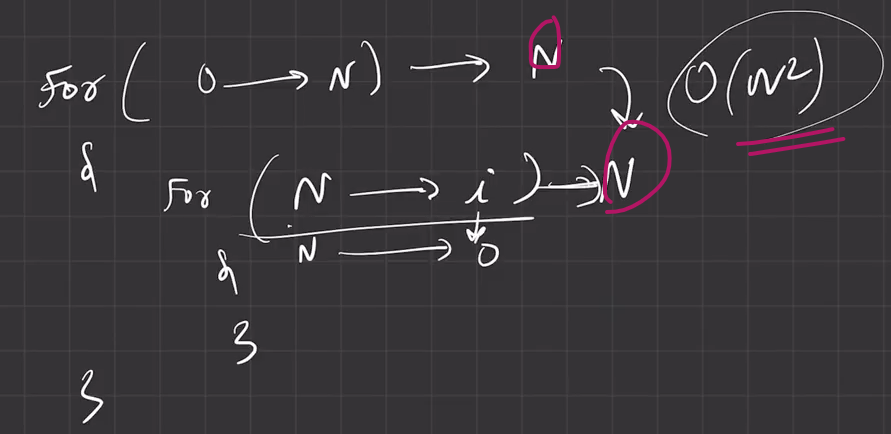 For ( 0 → N) → N O(N²)
{
For ( N → i ) → N
{ N → 0
}
}